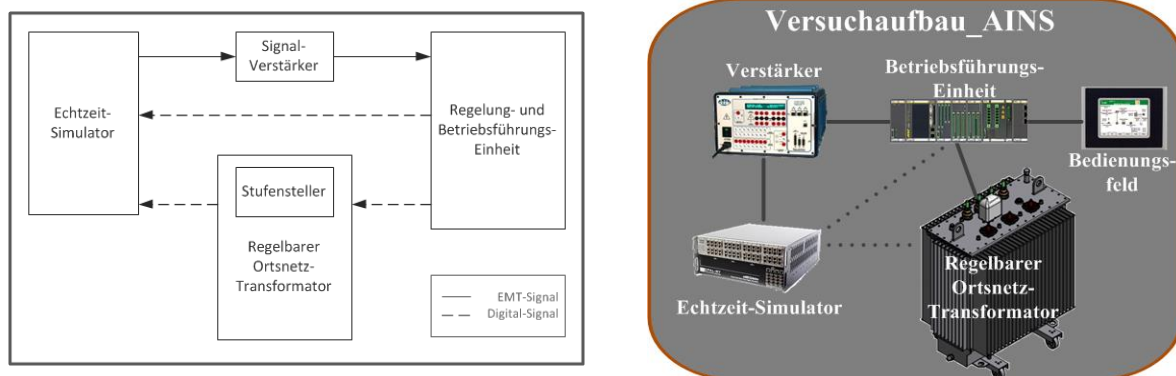 Echtzeit-
Simulator
Signal-
Verstärker
Regelung- und
Betriebsführungs-
Einheit
Stufensteller
Regelbarer
Ortsnetz-
Transformator
EMT-Signal
Digital-Signal
Versuchaufbau_AINS
Verstärker
Betriebsführungs-
Einheit
Bedienungs-
feld
Echtzeit-Simulator
Regelbarer
Ortsnetz-
Transformator